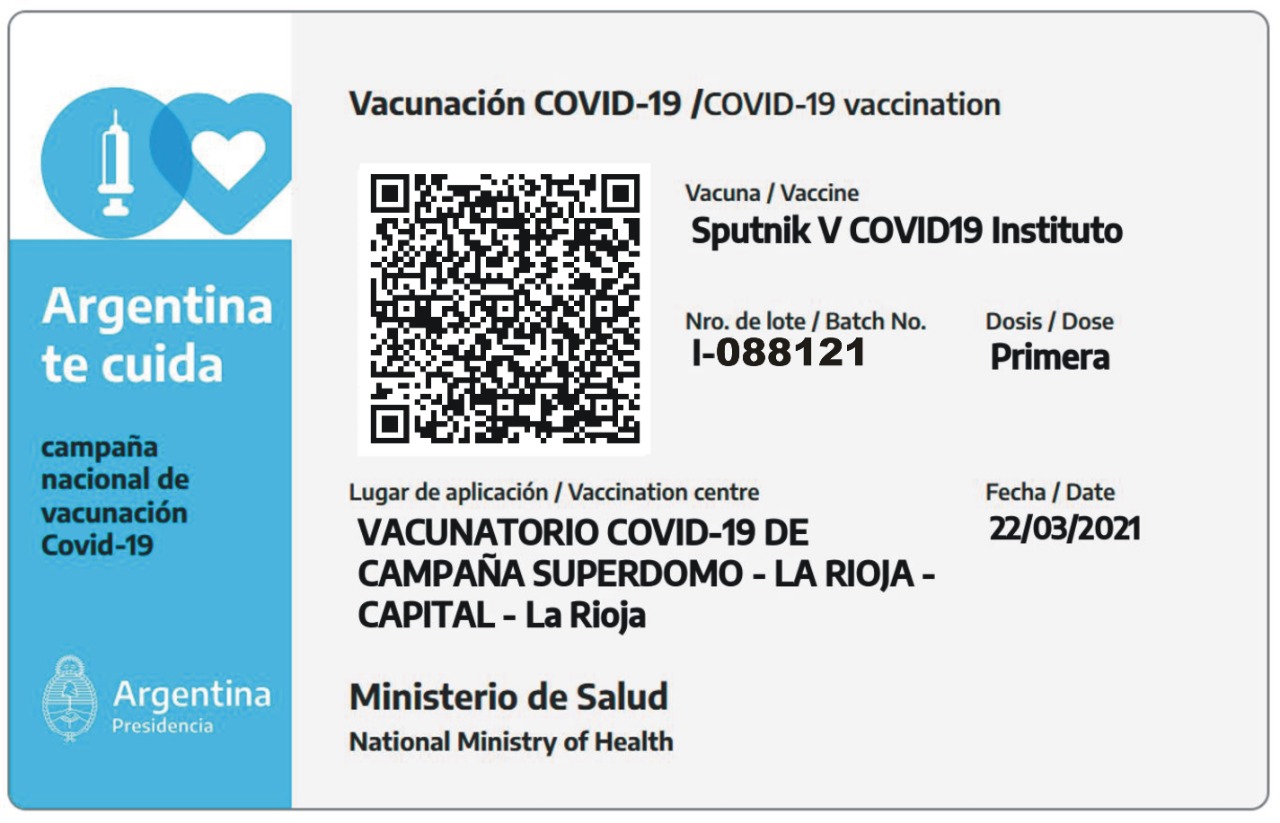 Argentina
te cuida
campaña
nacional de
vacunación
Covid-19
Argentina
Presidencia
Vacunación COVID-19 /COVID-19 vaccination
Vacuna / Vaccine
Sputnik V COVID19 Instituto
Nro. de lote / Batch No.
I-088121
Dosis / Dose
Primera
Lugar de aplicación / Vaccination centre
VACUNATORIO COVID-19 DE
CAMPAÑA SUPERDOMO - LA RIOJA -
CAPITAL - La Rioja
Fecha / Date
22/03/2021
Ministerio de Salud
National Ministry of Health